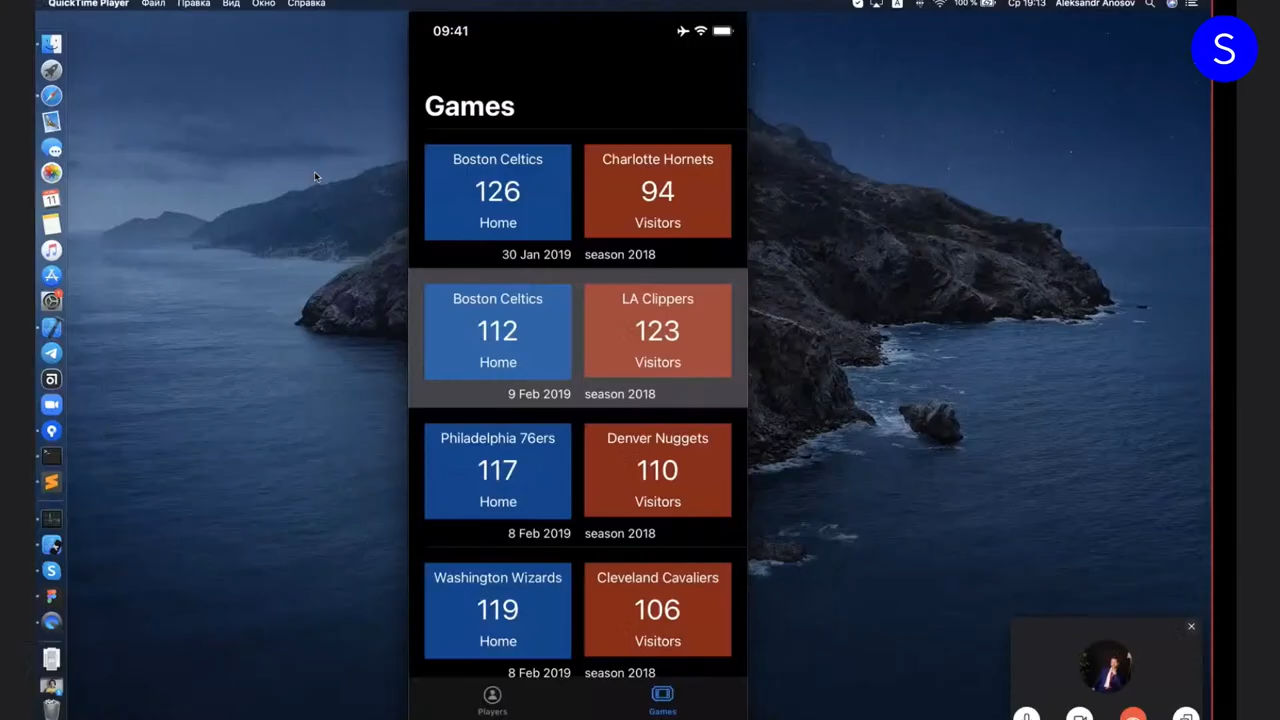 QuickTime Player Файл Правка Вид Окно Справка
100 % Ср 19:13 Aleksandr Anosov
S
09:41
Games
Boston Celtics Charlotte Hornets
126 94
Home Visitors
30 Jan 2019 season 2018
Boston Celtics LA Clippers
112 123
Home Visitors
9 Feb 2019 season 2018
Philadelphia 76ers Denver Nuggets
117 110
Home Visitors
8 Feb 2019 season 2018
Washington Wizards Cleveland Cavaliers
119 106
Home Visitors
8 Feb 2019 season 2018
Players Games